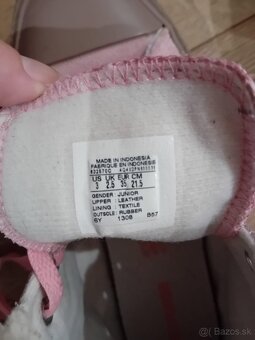 MADE IN INDONESIA
FABRIQUE EN INDONESIE
US UK EUR CM
3 2.5 35 21.5
GENDER : JUNIOR
UPPER : LEATHER
LINING : TEXTILE
OUTSOLE : RUBBER
SY 1308 B57
© Bazos.sk